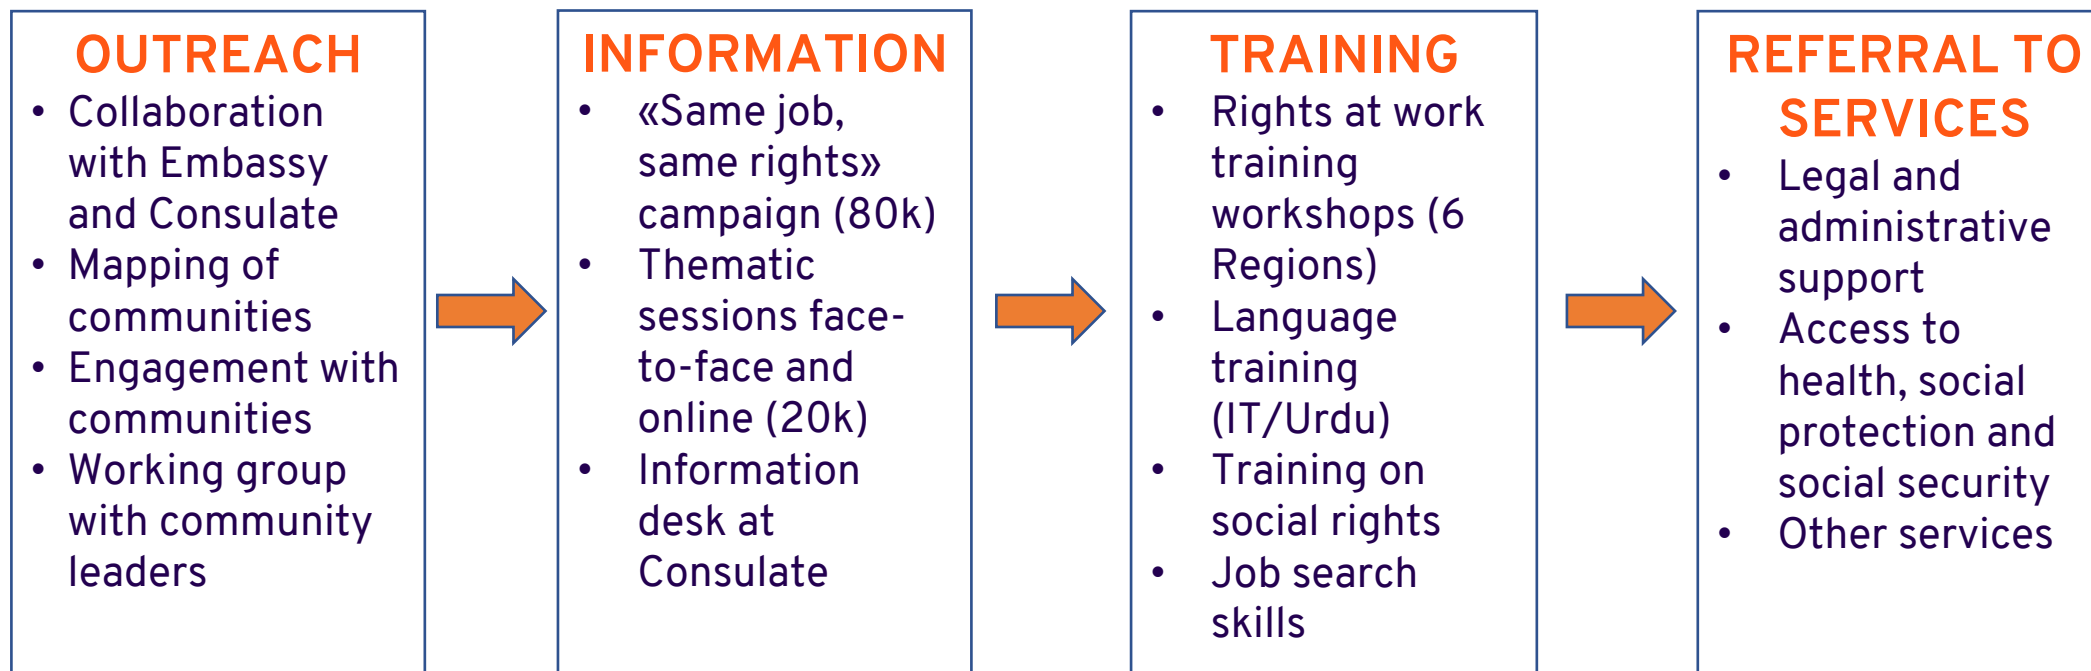 OUTREACH
• Collaboration
with Embassy
and Consulate
• Mapping of
communities
• Engagement with
communities
• Working group
with community
leaders
INFORMATION
• «Same job,
same rights»
campaign (80k)
• Thematic
sessions face-
to-face and
online (20k)
• Information
desk at
Consulate
TRAINING
• Rights at work
training
workshops (6
Regions)
• Language
training
(IT/Urdu)
• Training on
social rights
• Job search
skills
REFERRAL TO
SERVICES
• Legal and
administrative
support
• Access to
health, social
protection and
social security
• Other services